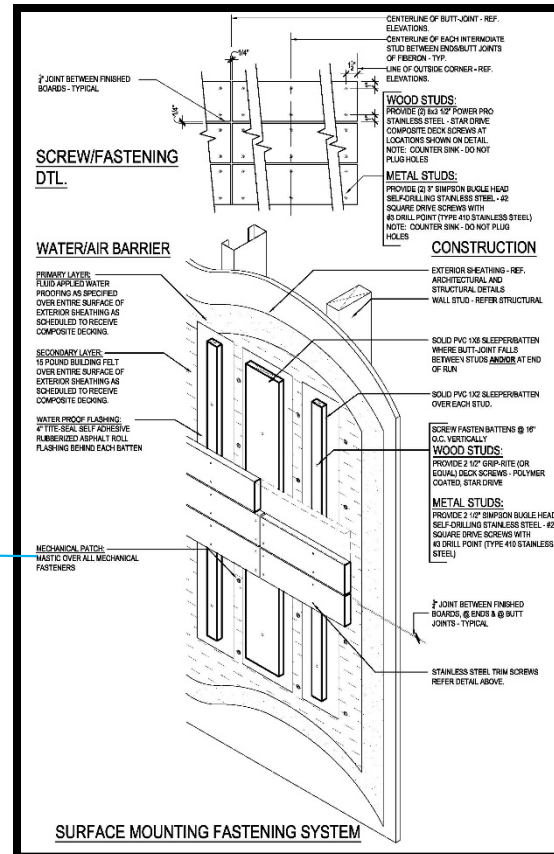 CENTERLINE OF BUTT-JOINT - REF.
ELEVATIONS.
CENTERLINE OF EACH INTERMDIATE
STUD BETWEEN ENDS/BUTT JOINTS
OF FIBERON - TYP.
LINE OF OUTSIDE CORNER - REF.
ELEVATIONS.
1/4"
JOINT BETWEEN FINISHED
BOARDS - TYPICAL
1/4"
SCREW/FASTENING
DTL.
WOOD STUDS:
PROVIDE (2) 8x3 1/2" POWER PRO
STAINLESS STEEL - STAR DRIVE
COMPOSITE DECK SCREWS AT
LOCATIONS SHOWN ON DETAIL
NOTE: COUNTER SINK - DO NOT
PLUG HOLES
METAL STUDS:
PROVIDE (2) 3" SIMPSON BUGLE HEAD
SELF-DRILLING STAINLESS STEEL - #2
SQUARE DRIVE SCREWS WITH
#3 DRILL POINT (TYPE 410 STAINLESS STEEL)
NOTE: COUNTER SINK - DO NOT PLUG
HOLES
WATER/AIR BARRIER
PRIMARY LAYER:
FLUID APPLIED WATER
PROOFING AS SPECIFIED
OVER ENTIRE SURFACE OF
EXTERIOR SHEATHING AS
SCHEDULED TO RECEIVE
COMPOSITE DECKING.
SECONDARY LAYER:
15 POUND BUILDING FELT
OVER ENTIRE SURFACE OF
EXTERIOR SHEATHING AS
SCHEDULED TO RECEIVE
COMPOSITE DECKING.
WATER PROOF FLASHING:
4" TITE-SEAL SELF ADHESIVE
RUBBERIZED ASPHALT ROLL
FLASHING BEHIND EACH BATTEN
MECHANICAL PATCH:
MASTIC OVER ALL MECHANICAL
FASTENERS
CONSTRUCTION
EXTERIOR SHEATHING - REF.
ARCHITECTURAL AND
STRUCTURAL DETAILS
WALL STUD - REFER STRUCTURAL
SOLID PVC 1X6 SLEEPER/BATTEN
WHERE BUTT-JOINT FALLS
BETWEEN STUDS AND/OR AT END
OF RUN
SOLID PVC 1X2 SLEEPER/BATTEN
OVER EACH STUD.
SCREW FASTEN BATTENS @ 16"
O.C. VERTICALLY
WOOD STUDS:
PROVIDE 2 1/2" GRIP-RITE (OR
EQUAL) DECK SCREWS - POLYMER
COATED, STAR DRIVE
METAL STUDS:
PROVIDE 2 1/2" SIMPSON BUGLE HEAD
SELF-DRILLING STAINLESS STEEL - #2
SQUARE DRIVE SCREWS WITH
#3 DRILL POINT (TYPE 410 STAINLESS
STEEL)
JOINT BETWEEN FINISHED
BOARDS, @ ENDS & @ BUTT
JOINTS - TYPICAL
STAINLESS STEEL TRIM SCREWS
REFER DETAIL ABOVE.
SURFACE MOUNTING FASTENING SYSTEM